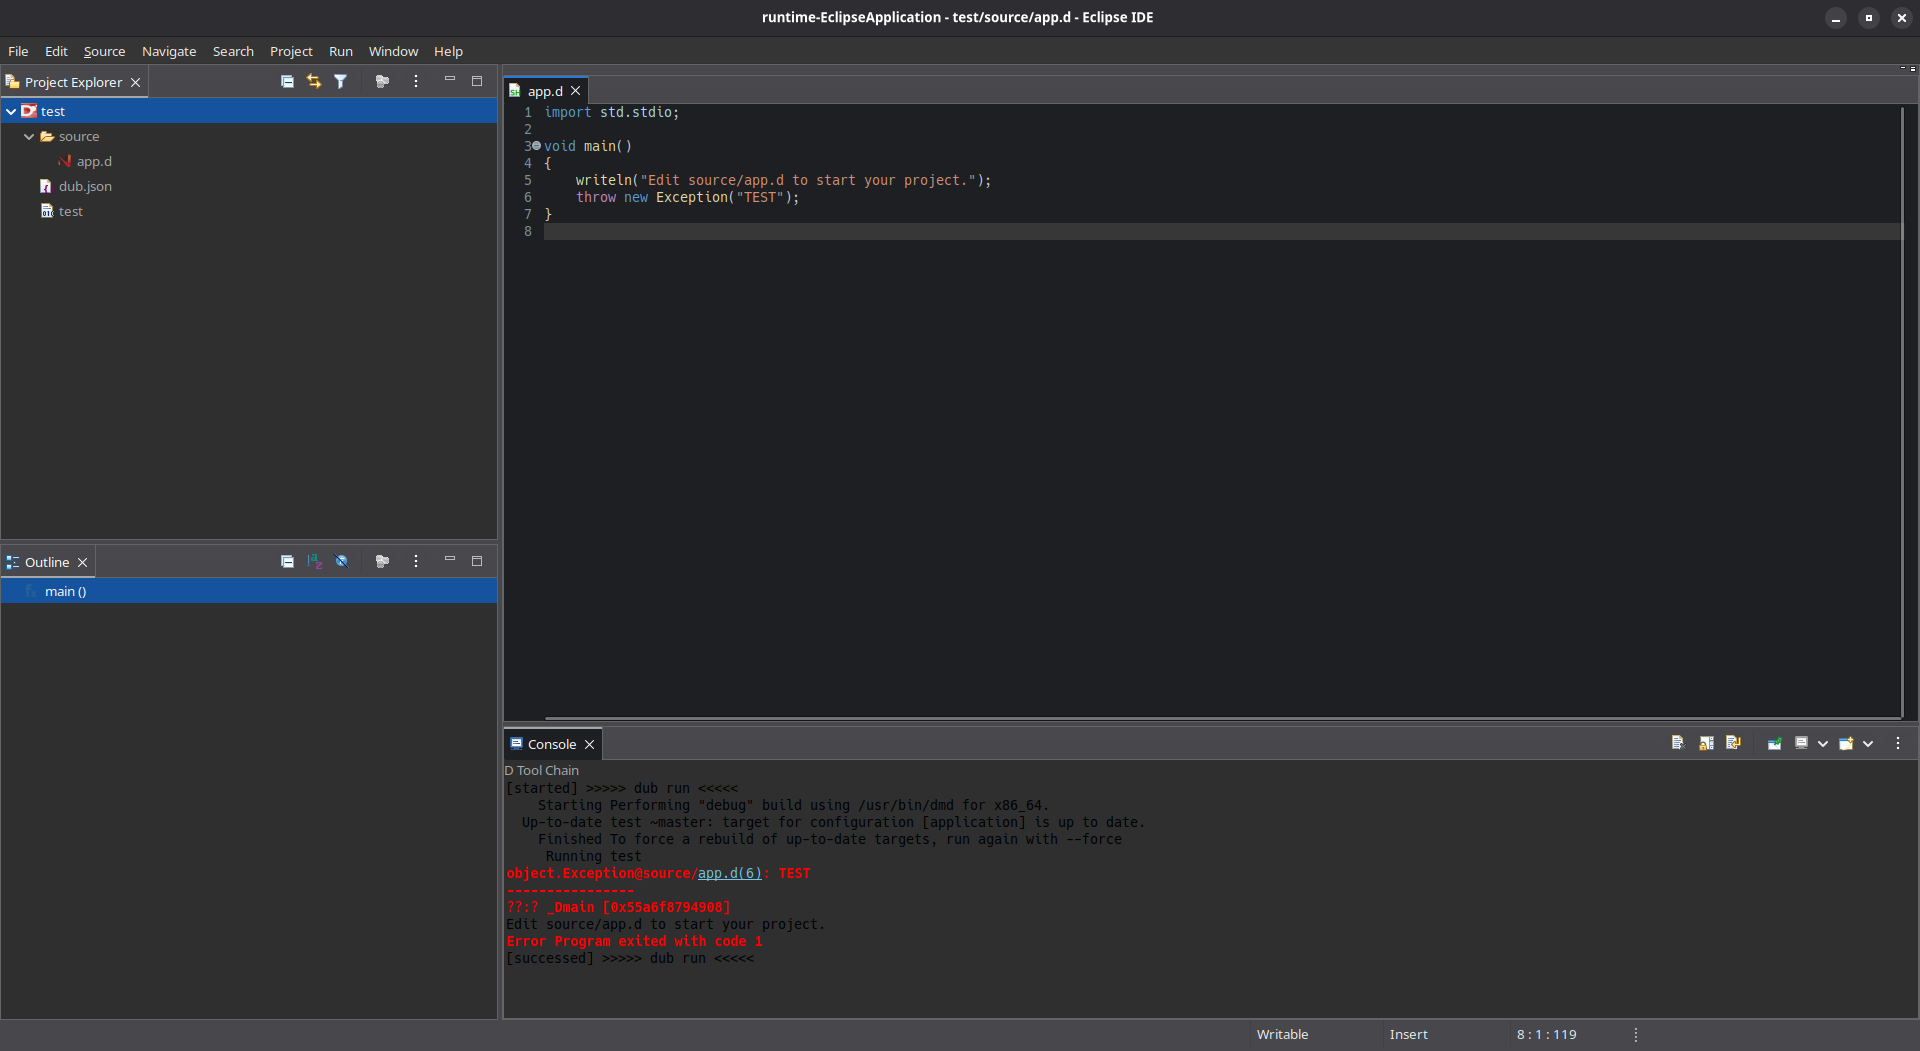 runtime-EclipseApplication - test/source/app.d - Eclipse IDE
File Edit Source Navigate Search Project Run Window Help
Project Explorer
test
source
app.d
dub.json
test
Outline
main ()
app.d
1 import std.stdio;
2
3 void main()
4 {
5     writeln("Edit source/app.d to start your project.");
6     throw new Exception("TEST");
7 }
8
Console
D Tool Chain
[started] >>>>> dub run <<<<<
    Starting Performing "debug" build using /usr/bin/dmd for x86_64.
  Up-to-date test ~master: target for configuration [application] is up to date.
    Finished To force a rebuild of up-to-date targets, run again with --force
     Running test
object.Exception@source/app.d(6): TEST
----------------
??:? _Dmain [0x55a6f8794908]
Edit source/app.d to start your project.
Error Program exited with code 1
[successed] >>>>> dub run <<<<<
Writable Insert 8 : 1 : 119